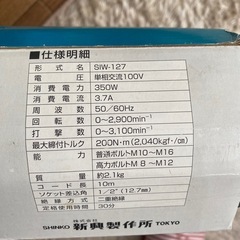 ■仕様明細
形式 SIW-127
電圧 単相交流100V
消費電力 350W
消費電流 3.7A
周波数 50／60Hz
回転数 0〜2,900min⁻¹
打撃数 0〜3,100min⁻¹
最大締付トルク 200N·m (2,040kgf·cm)
能力 普通ボルトM10〜M16
高力ボルトM8〜M12
質量 約2.1kg
コード長 10m
ソケット差込角 1／2″(12.7mm)
絶縁方式 二重絶縁
定格使用時間 30分
株式会社
SHINKO 新興製作所 TOKYO